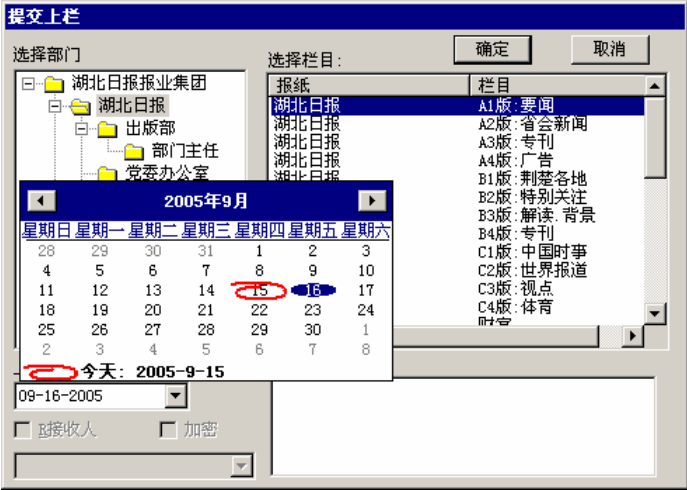 提交上栏
选择部门
选择栏目:
确定
取消
湖北日报报业集团
湖北日报
出版部
部门主任
党委办公室
报纸 栏目
湖北日报 A1版:要闻
湖北日报 A2版:省会新闻
湖北日报 A3版:专刊
湖北日报 A4版:广告
湖北日报 B1版:荆楚各地
B2版:特别关注
B3版:解读.背景
B4版:专刊
C1版:中国时事
C2版:世界报道
C3版:视点
C4版:体育
2005年9月
星期日 星期一 星期二 星期三 星期四 星期五 星期六
28 29 30 31 1 2 3
4 5 6 7 8 9 10
11 12 13 14 15 16 17
18 19 20 21 22 23 24
25 26 27 28 29 30 1
2 3 4 5 6 7 8
今天: 2005-9-15
09-16-2005
R接收人
加密